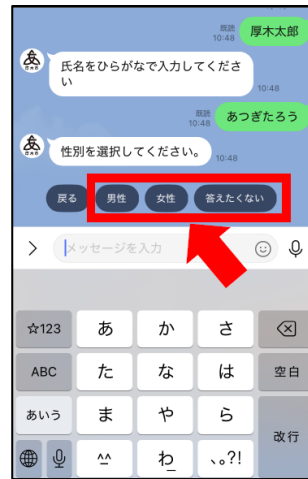 既読
10:48
厚木太郎
氏名をひらがなで入力してくださ
い
10:48
既読
10:48
あつぎたろう
性別を選択してください。
10:48
戻る
男性
女性
答えたくない
メッセージを入力
☆123
あ
か
さ
ABC
た
な
は
空白
あいう
ま
や
ら
改行
^^
わ
、。?!